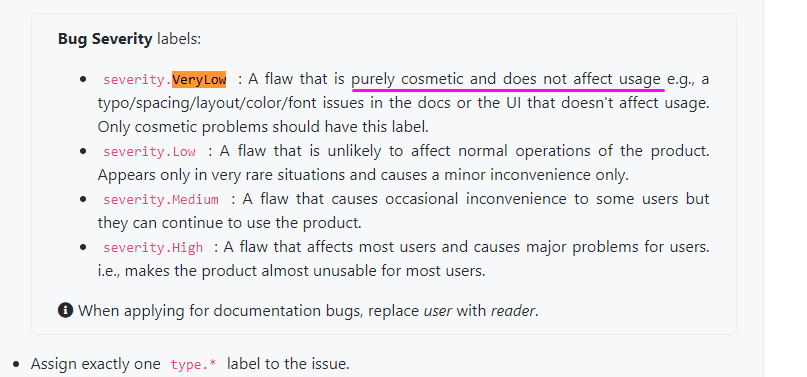 Bug Severity labels:
severity.VeryLow : A flaw that is purely cosmetic and does not affect usage e.g., a
typo/spacing/layout/color/font issues in the docs or the UI that doesn't affect usage.
Only cosmetic problems should have this label.
severity.Low : A flaw that is unlikely to affect normal operations of the product.
Appears only in very rare situations and causes a minor inconvenience only.
severity.Medium : A flaw that causes occasional inconvenience to some users but
they can continue to use the product.
severity.High : A flaw that affects most users and causes major problems for users.
i.e., makes the product almost unusable for most users.
When applying for documentation bugs, replace user with reader.
Assign exactly one type.* label to the issue.